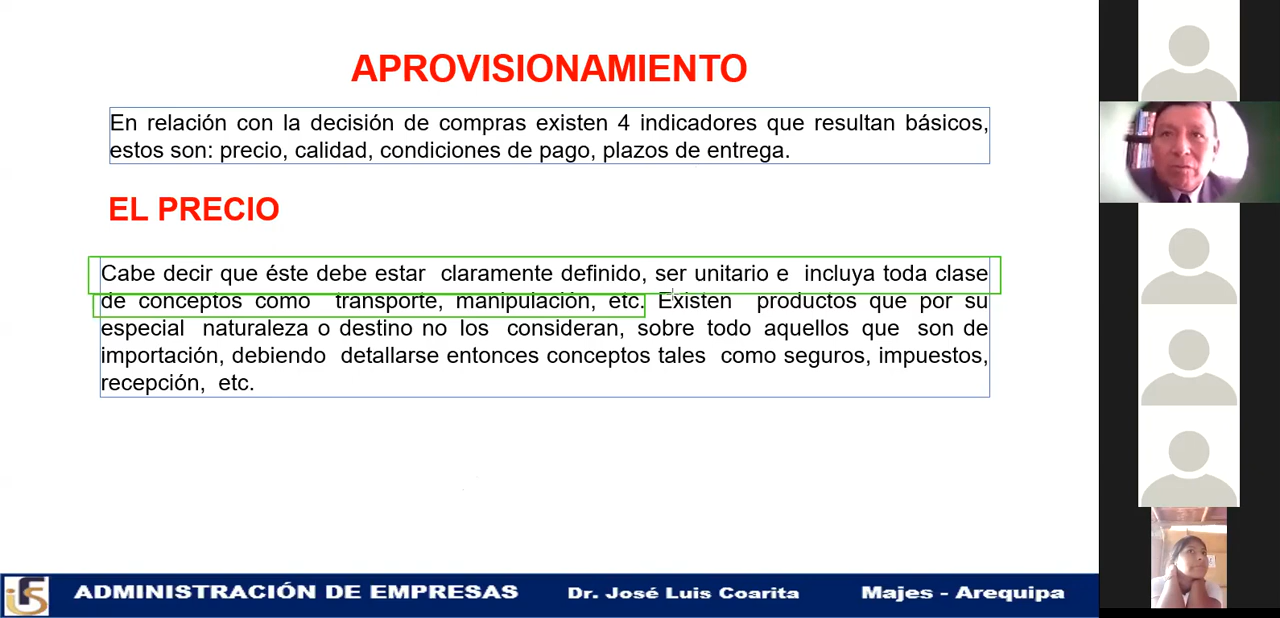 APROVISIONAMIENTO
En relación con la decisión de compras existen 4 indicadores que resultan básicos,
estos son: precio, calidad, condiciones de pago, plazos de entrega.
EL PRECIO
Cabe decir que éste debe estar claramente definido, ser unitario e incluya toda clase
de conceptos como transporte, manipulación, etc. Existen productos que por su
especial naturaleza o destino no los consideran, sobre todo aquellos que son de
importación, debiendo detallarse entonces conceptos tales como seguros, impuestos,
recepción, etc.
ADMINISTRACIÓN DE EMPRESAS Dr. José Luis Coarita Majes - Arequipa